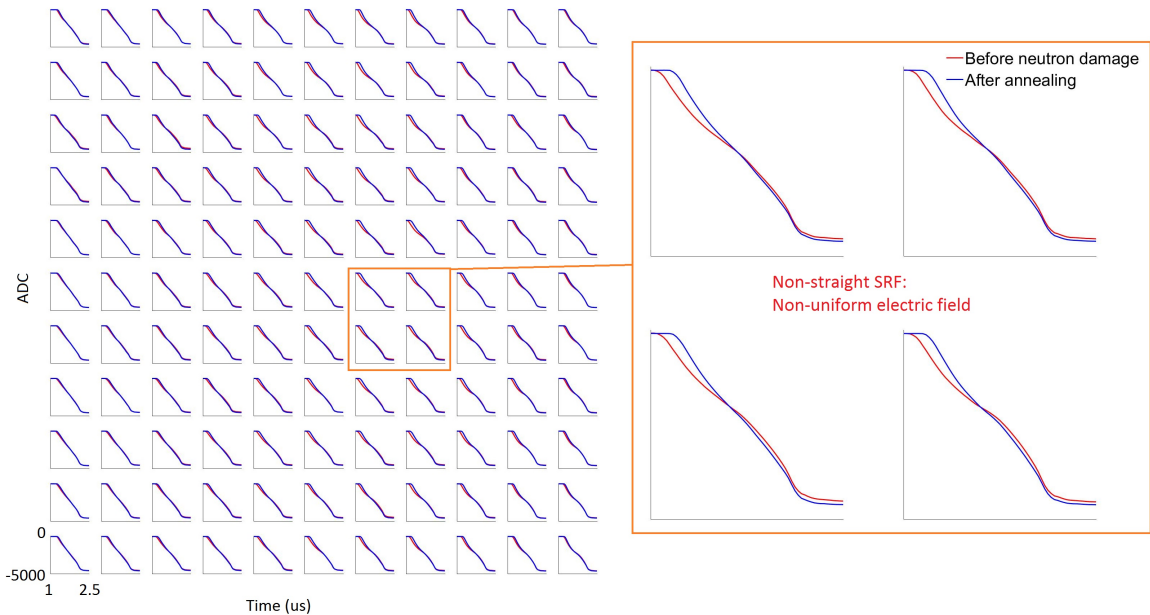 Before neutron damage
After annealing
ADC
Non-straight SRF:
Non-uniform electric field
0
-5000
1 2.5
Time (us)